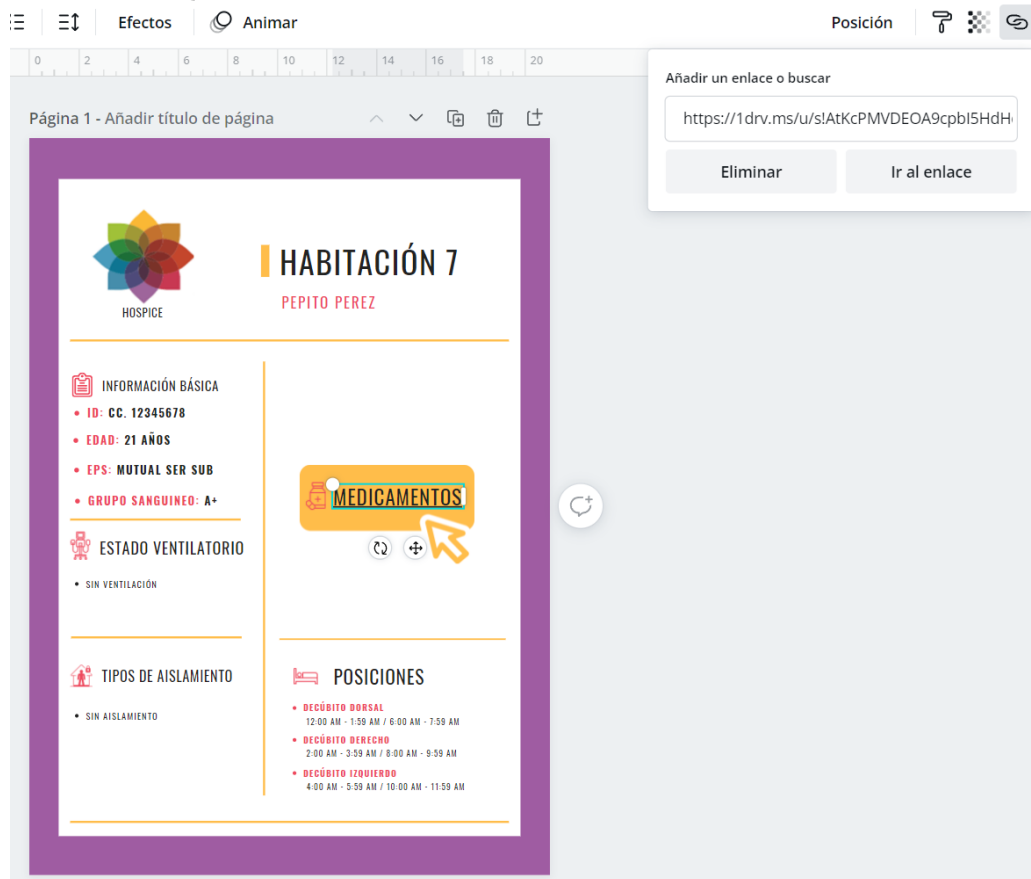 Efectos
Animar
Posición
0 2 4 6 8 10 12 14 16 18 20
Añadir un enlace o buscar
https://1drv.ms/u/s!AtKcPMVDEOA9cpbI5HdH
Eliminar
Ir al enlace
Página 1 - Añadir título de página
HOSPICE
HABITACIÓN 7
PEPITO PEREZ
INFORMACIÓN BÁSICA
• ID: CC. 12345678
• EDAD: 21 AÑOS
• EPS: MUTUAL SER SUB
• GRUPO SANGUINEO: A+
ESTADO VENTILATORIO
• SIN VENTILACIÓN
TIPOS DE AISLAMIENTO
• SIN AISLAMIENTO
MEDICAMENTOS
POSICIONES
• DECÚBITO DORSAL
12:00 AM - 1:59 AM / 6:00 AM - 7:59 AM
• DECÚBITO DERECHO
2:00 AM - 3:59 AM / 8:00 AM - 9:59 AM
• DECÚBITO IZQUIERDO
4:00 AM - 5:59 AM / 10:00 AM - 11:59 AM